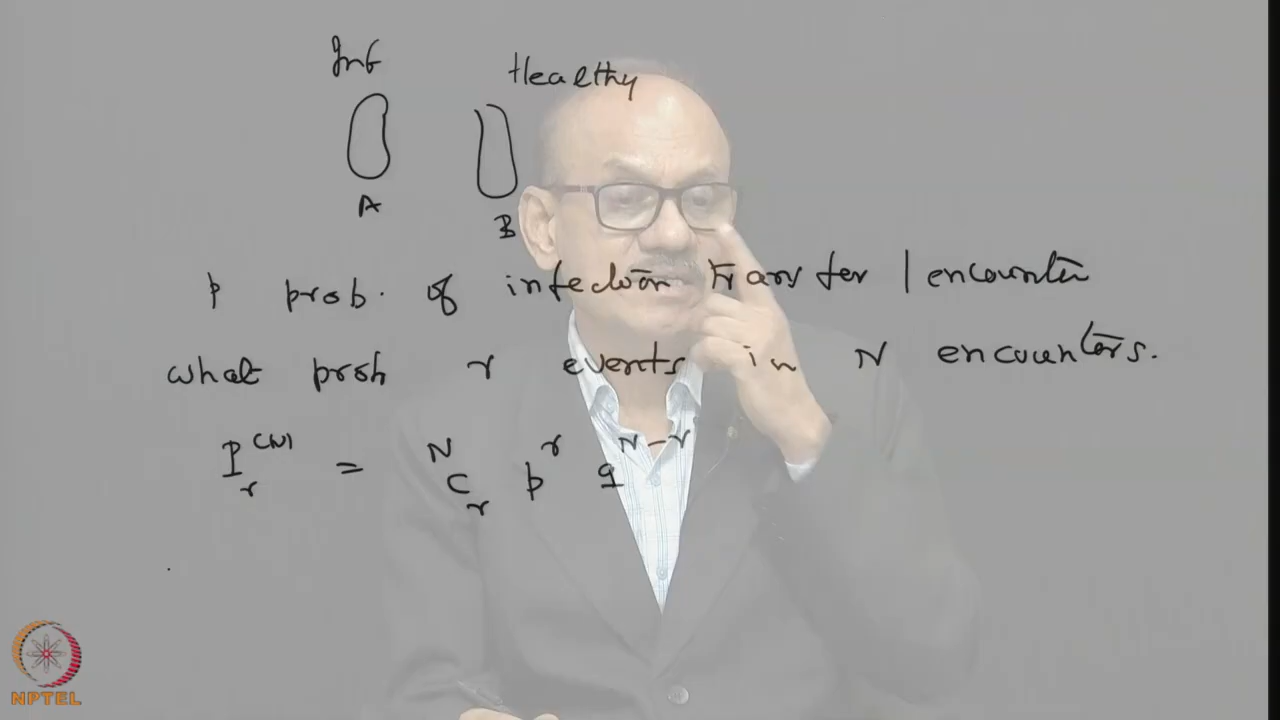 Inf Healthy
A B
p prob. of infection transfer / encounter
what prob r events in N encounters.
P_r^(N) = ^N C_r p^r q^(N-r)
NPTEL